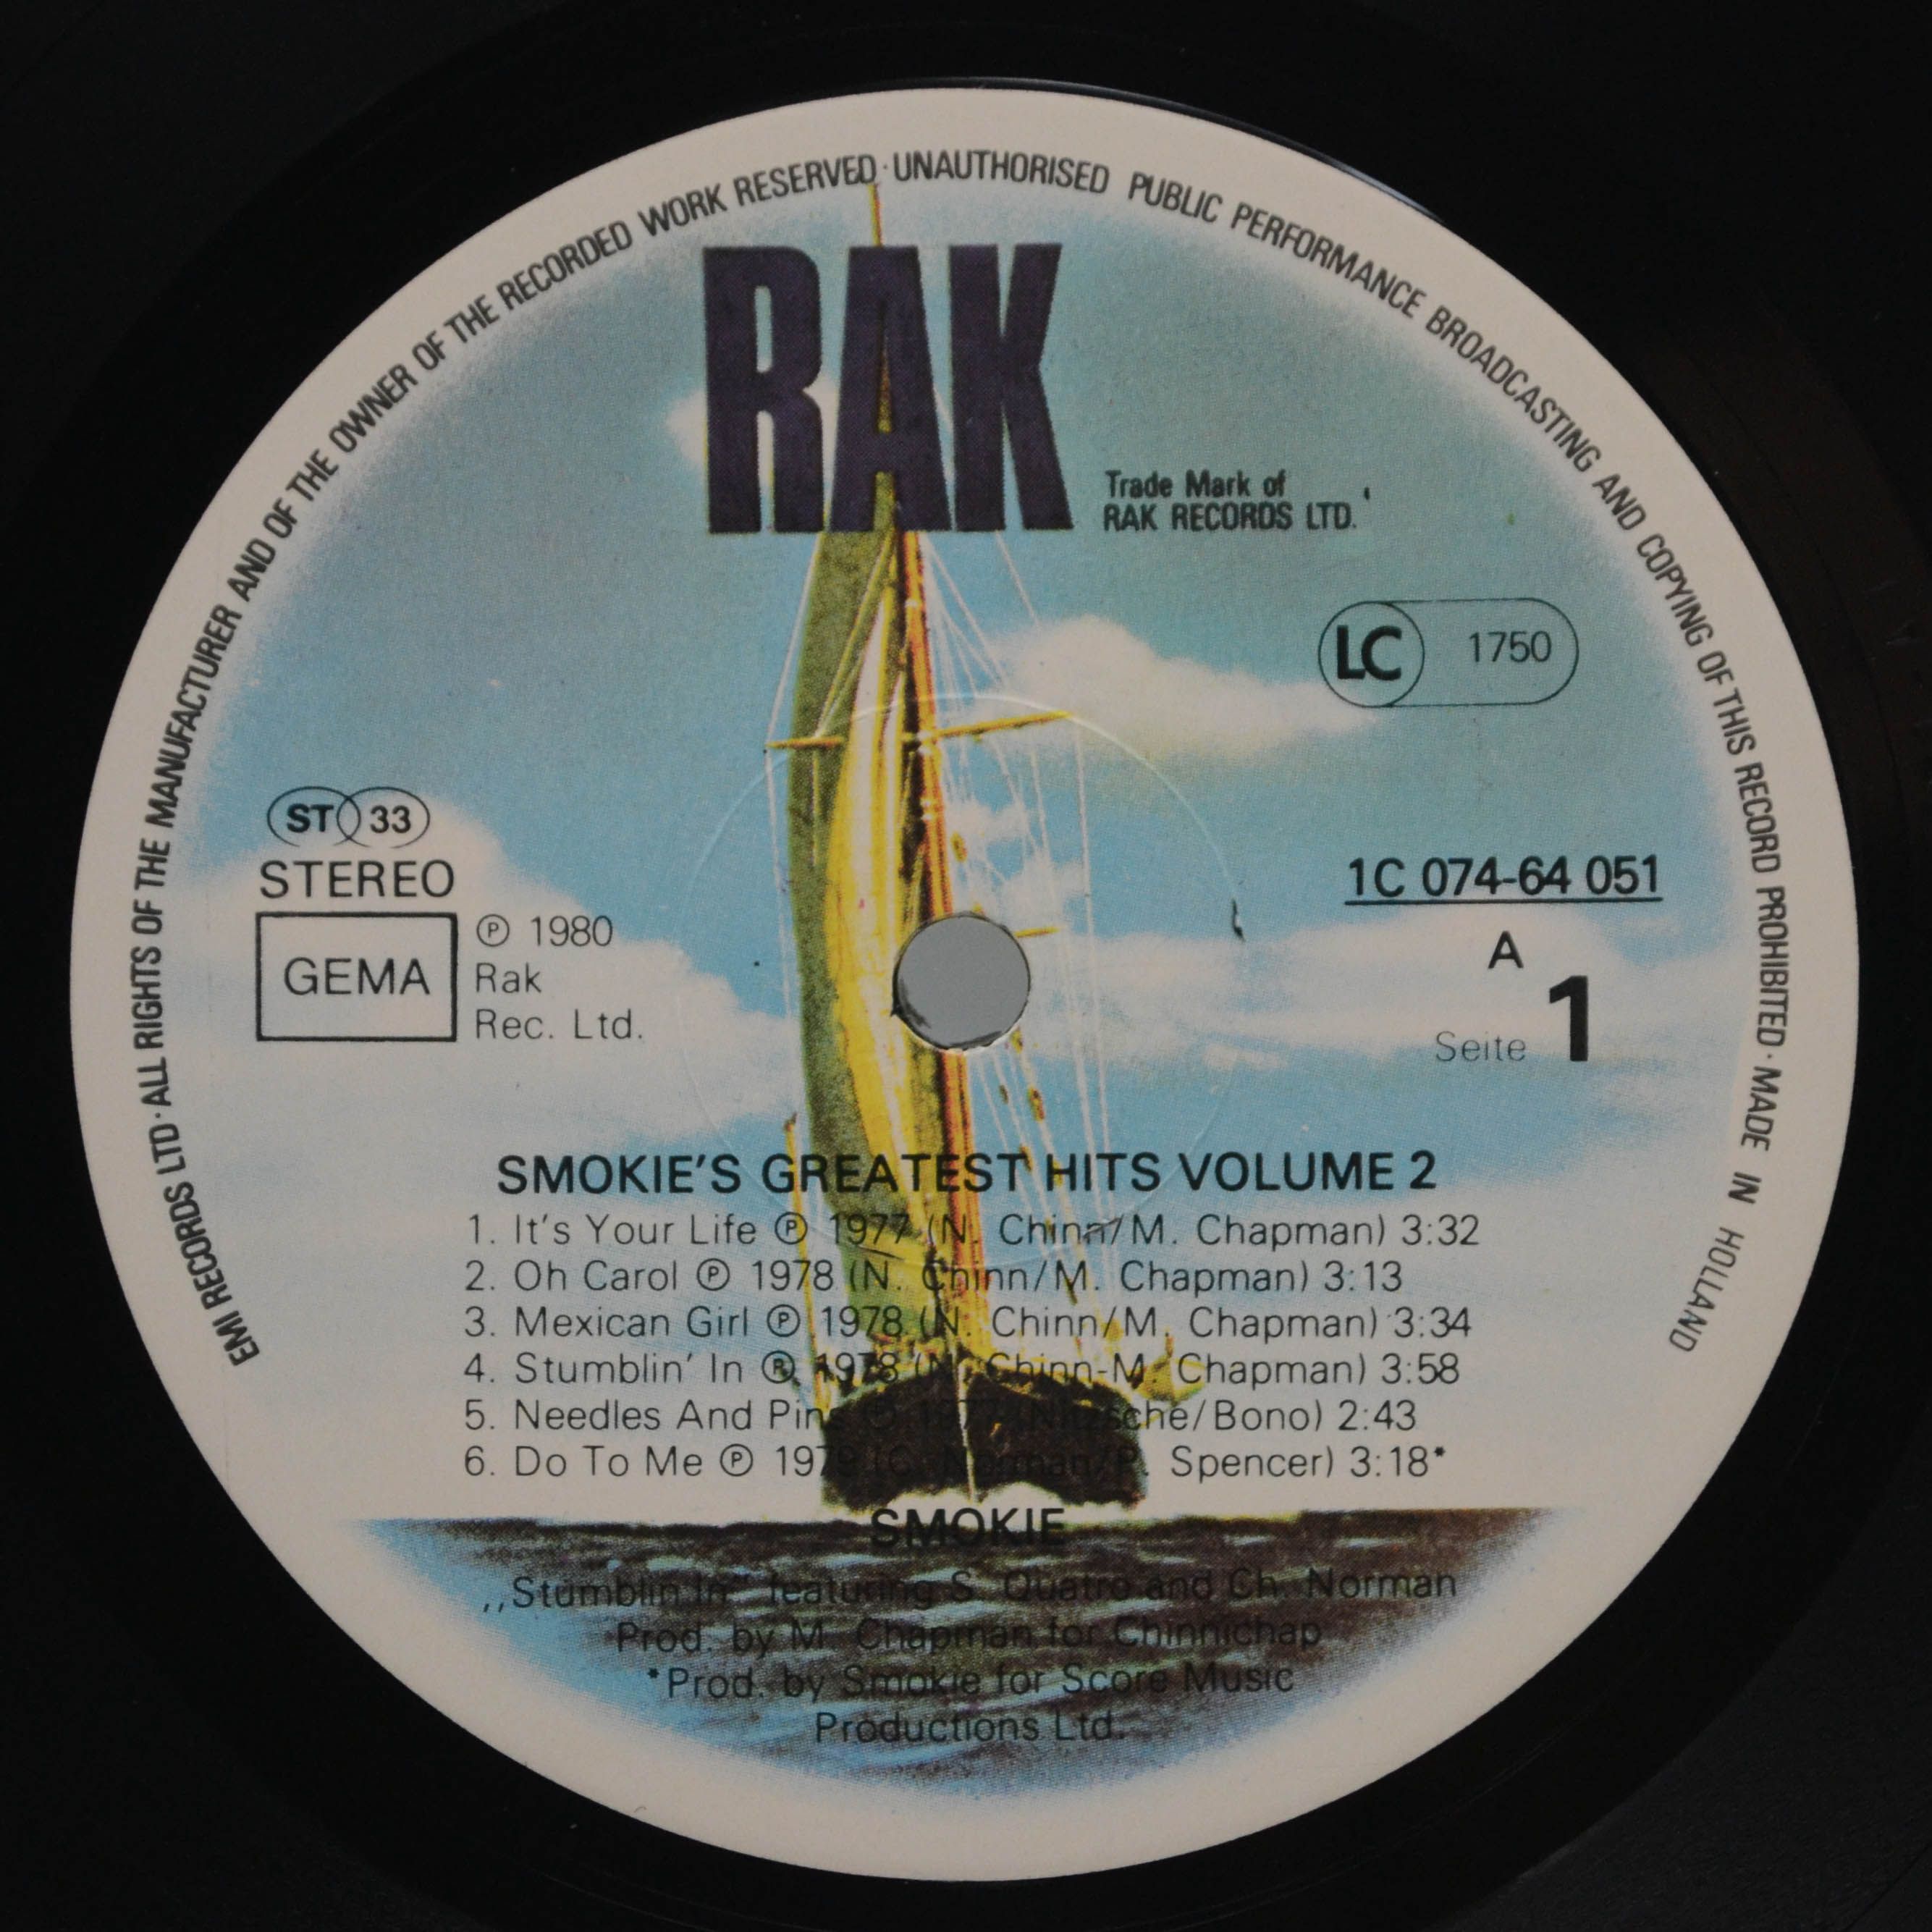 EMI RECORDS LTD · ALL RIGHTS OF THE MANUFACTURER AND OF THE OWNER OF THE RECORDED WORK RESERVED · UNAUTHORISED PUBLIC PERFORMANCE BROADCASTING AND COPYING OF THIS RECORD PROHIBITED · MADE IN HOLLAND
RAK
Trade Mark of
RAK RECORDS LTD.
LC 1750
ST 33
STEREO
GEMA
℗ 1980
Rak
Rec. Ltd.
1C 074-64 051
A
Seite 1
SMOKIE'S GREATEST HITS VOLUME 2
1. It's Your Life ℗ 1977 (N. Chinn/M. Chapman) 3:32
2. Oh Carol ℗ 1978 (N. Chinn/M. Chapman) 3:13
3. Mexican Girl ℗ 1978 (N. Chinn/M. Chapman) 3:34
4. Stumblin' In ℗ 1978 (N. Chinn-M. Chapman) 3:58
5. Needles And Pins ℗ 1977 (Nitzsche/Bono) 2:43
6. Do To Me ℗ 1979 (C. Norman/P. Spencer) 3:18*
SMOKIE
,,Stumblin In" featuring S. Quatro and Ch. Norman
Prod. by M. Chapman for Chinnichap
*Prod. by Smokie for Score Music
Productions Ltd.